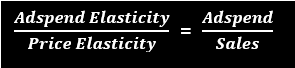 Adspend Elasticity / Price Elasticity = Adspend / Sales